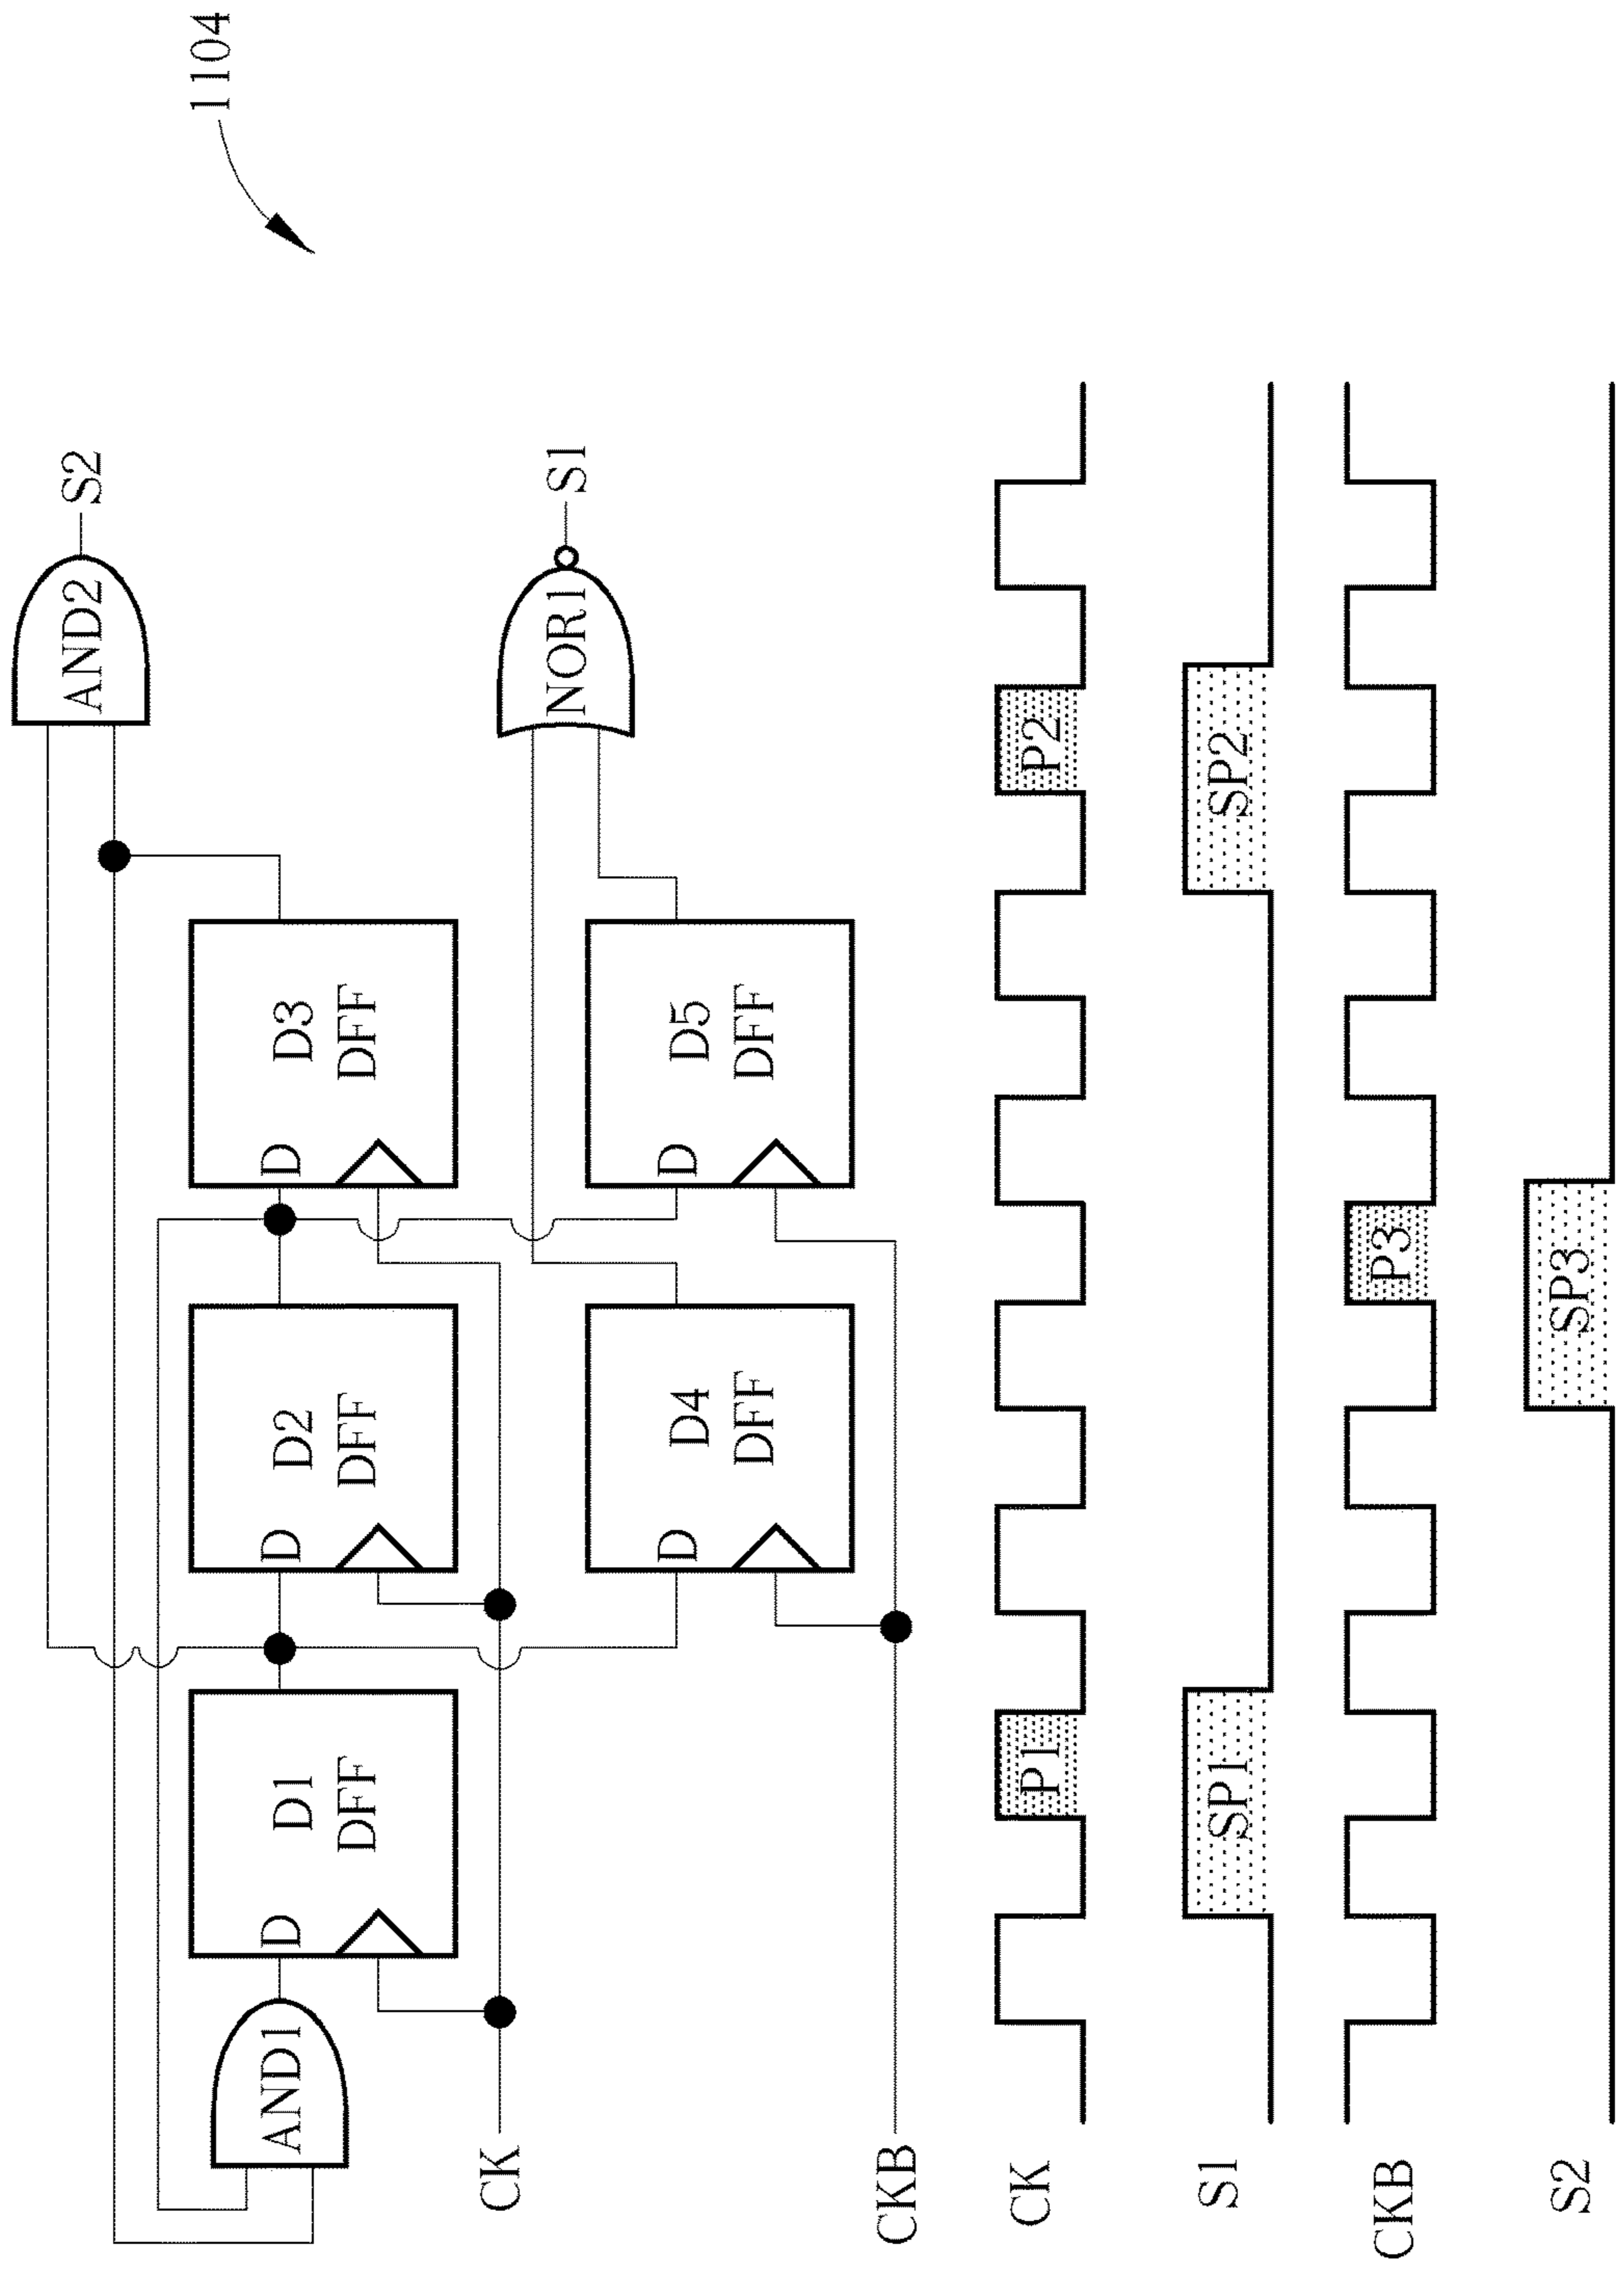 1104
AND2
S2
AND1
D
D1
DFF
D
D2
DFF
D
D3
DFF
NOR1
S1
D
D4
DFF
D
D5
DFF
CK
CKB
CK
P1
P2
S1
SP1
SP2
CKB
P3
S2
SP3